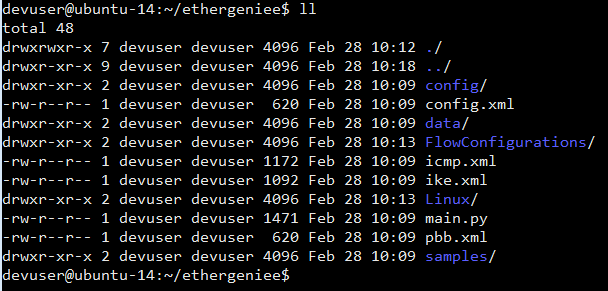 devuser@ubuntu-14:~/ethergeniee$ ll
total 48
drwxrwxr-x 7 devuser devuser 4096 Feb 28 10:12 ./
drwxr-xr-x 9 devuser devuser 4096 Feb 28 10:18 ../
drwxr-xr-x 2 devuser devuser 4096 Feb 28 10:09 config/
-rw-r--r-- 1 devuser devuser  620 Feb 28 10:09 config.xml
drwxr-xr-x 2 devuser devuser 4096 Feb 28 10:09 data/
drwxr-xr-x 2 devuser devuser 4096 Feb 28 10:13 FlowConfigurations/
-rw-r--r-- 1 devuser devuser 1172 Feb 28 10:09 icmp.xml
-rw-r--r-- 1 devuser devuser 1092 Feb 28 10:09 ike.xml
drwxr-xr-x 2 devuser devuser 4096 Feb 28 10:13 Linux/
-rw-r--r-- 1 devuser devuser 1471 Feb 28 10:09 main.py
-rw-r--r-- 1 devuser devuser  620 Feb 28 10:09 pbb.xml
drwxr-xr-x 2 devuser devuser 4096 Feb 28 10:09 samples/
devuser@ubuntu-14:~/ethergeniee$